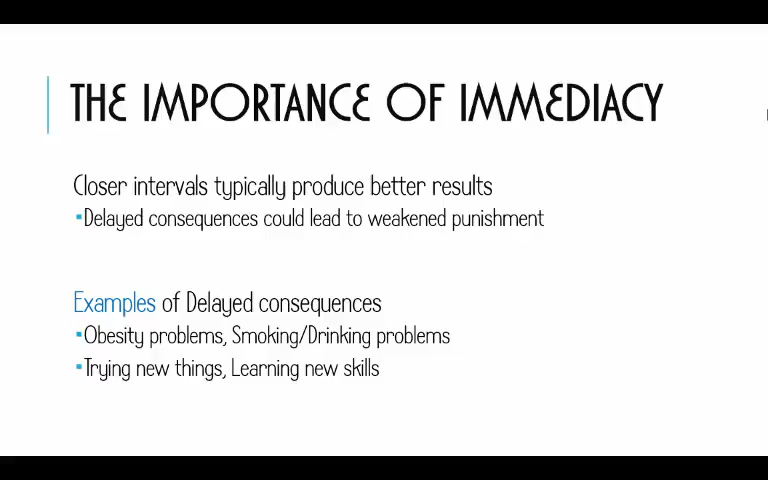 THE IMPORTANCE OF IMMEDIACY
Closer intervals typically produce better results
▪Delayed consequences could lead to weakened punishment
Examples of Delayed consequences
▪Obesity problems, Smoking/Drinking problems
▪Trying new things, Learning new skills